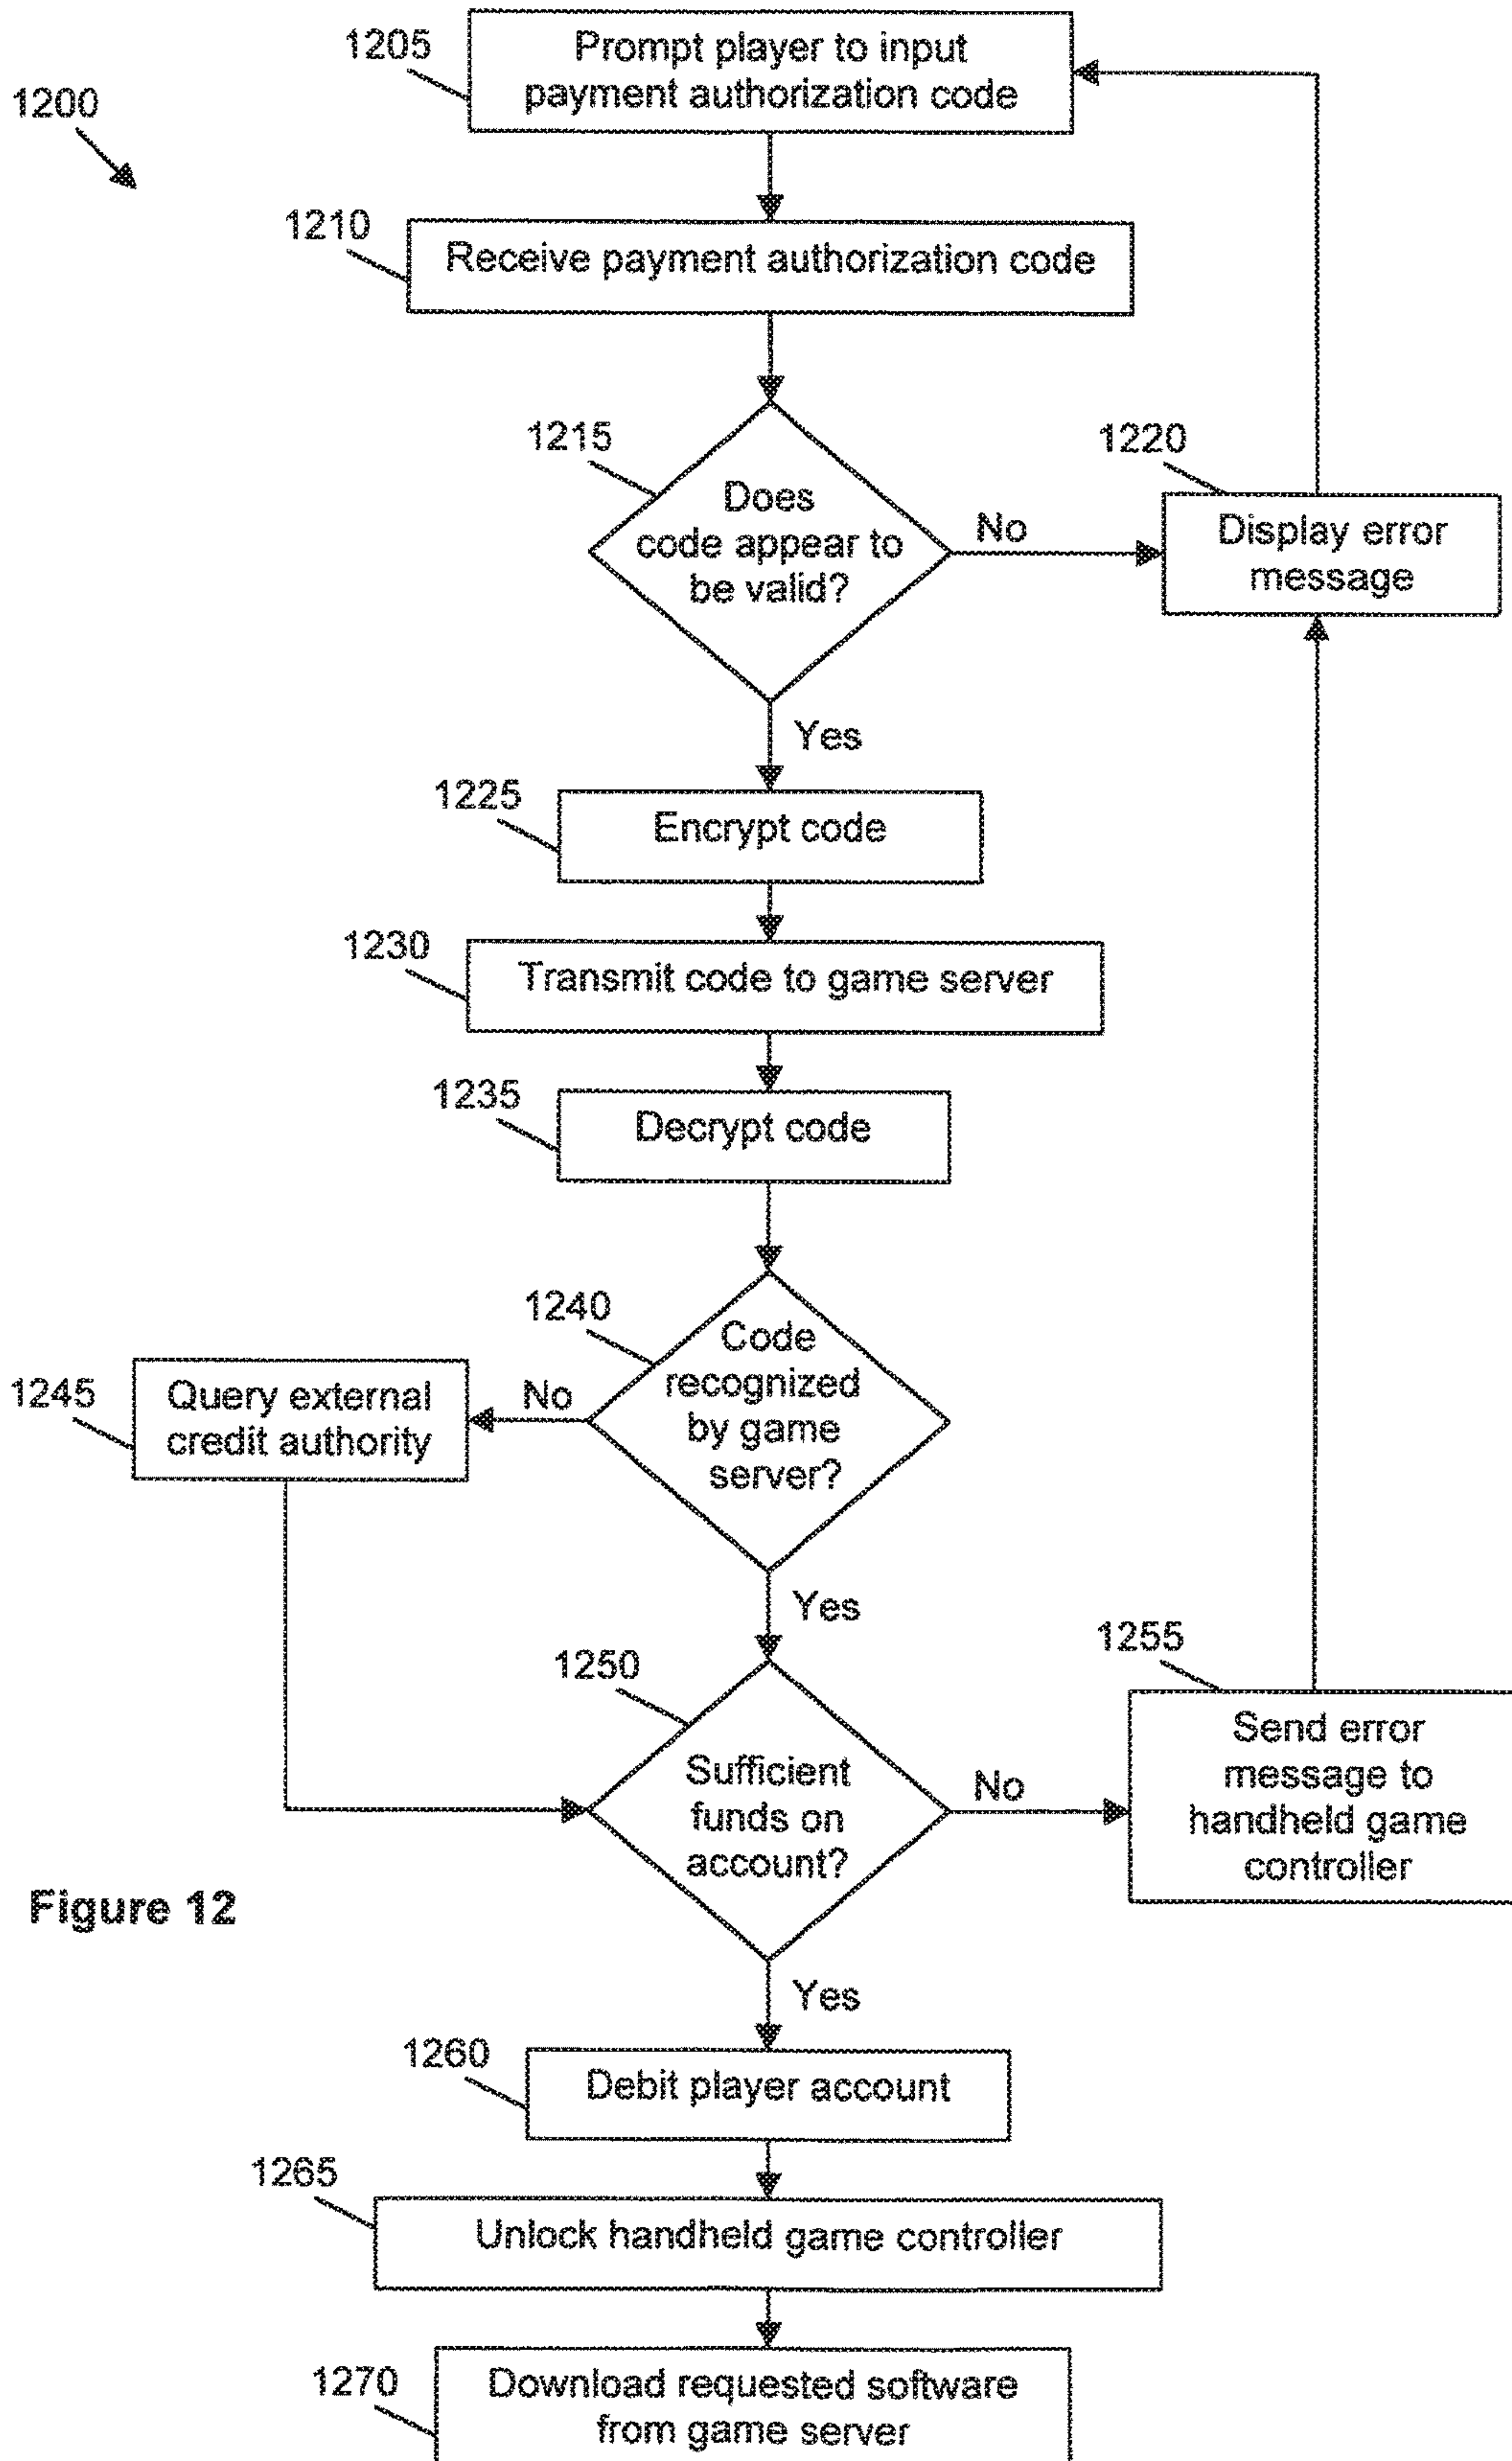 1200
1205
Prompt player to input
payment authorization code
1210
Receive payment authorization code
1215
Does
code appear to
be valid?
No
1220
Display error
message
Yes
1225
Encrypt code
1230
Transmit code to game server
1235
Decrypt code
1240
Code
recognized
by game
server?
No
1245
Query external
credit authority
Yes
1250
Sufficient
funds on
account?
No
1255
Send error
message to
handheld game
controller
Figure 12
Yes
1260
Debit player account
1265
Unlock handheld game controller
1270
Download requested software
from game server